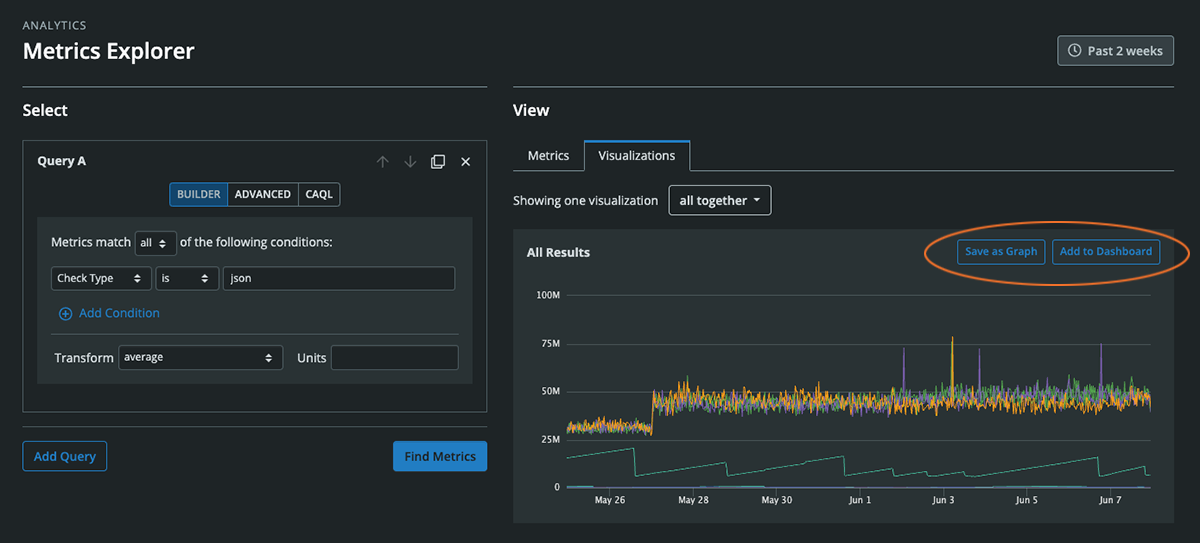 ANALYTICS
Metrics Explorer
Past 2 weeks
Select
Query A
BUILDER ADVANCED CAQL
Metrics match all of the following conditions:
Check Type is json
Add Condition
Transform average Units
Add Query Find Metrics
View
Metrics Visualizations
Showing one visualization all together
All Results Save as Graph Add to Dashboard
100M
75M
50M
25M
0
May 26 May 28 May 30 Jun 1 Jun 3 Jun 5 Jun 7